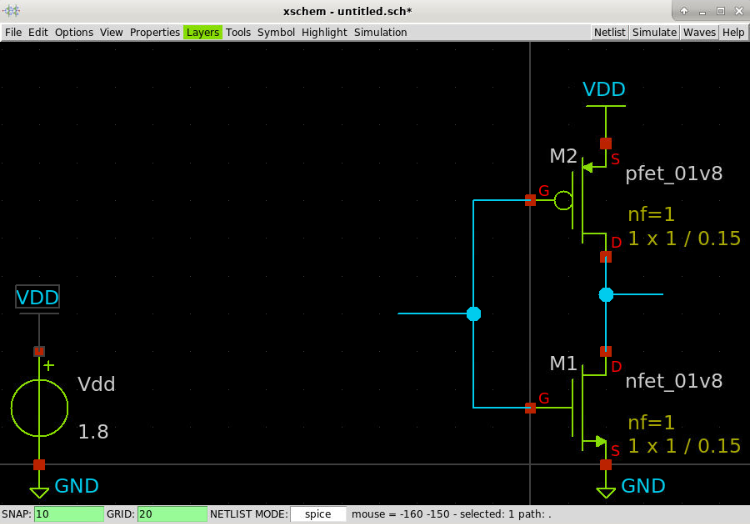 xschem - untitled.sch*
File Edit Options View Properties Layers Tools Symbol Highlight Simulation Netlist Simulate Waves Help
VDD
M2
S
pfet_01v8
G
nf=1
1 x 1 / 0.15
D
VDD
+
Vdd
1.8
GND
M1
D
nfet_01v8
G
nf=1
1 x 1 / 0.15
S
GND
SNAP: 10 GRID: 20 NETLIST MODE: spice mouse = -160 -150 - selected: 1 path: .